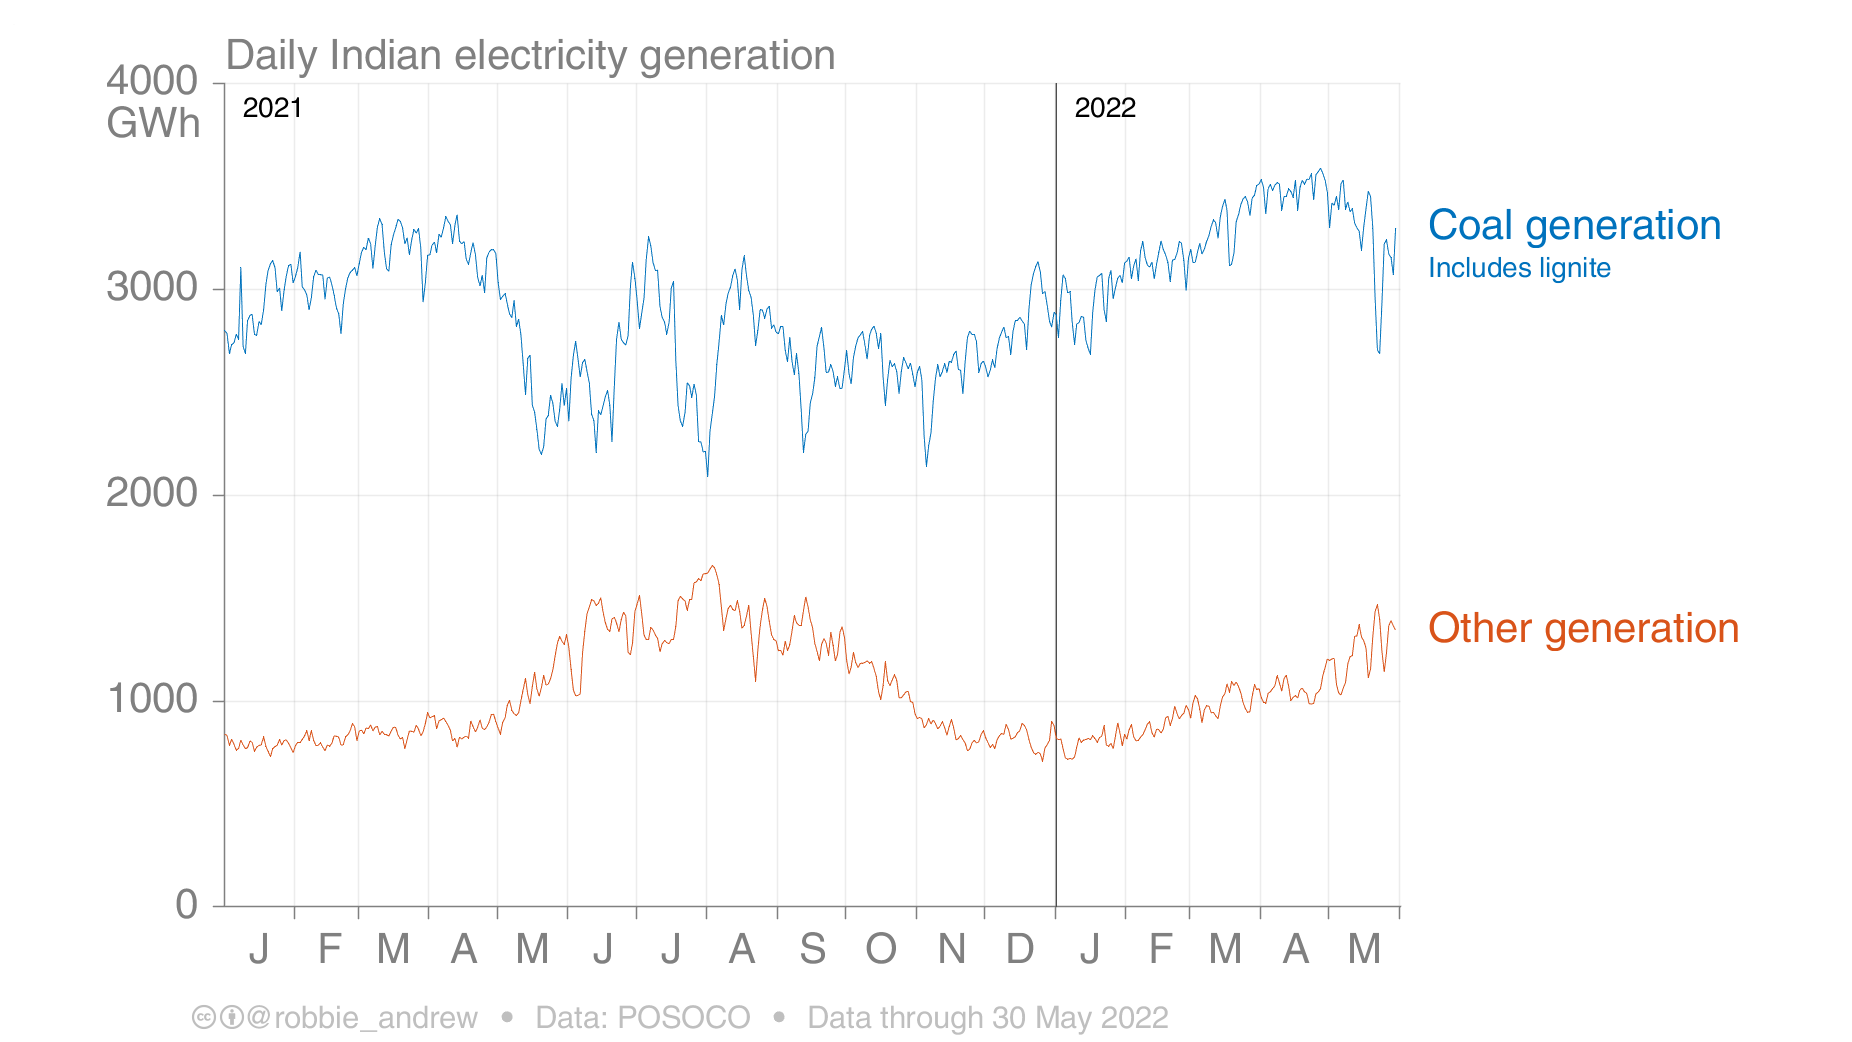 Daily Indian electricity generation
4000
GWh
2021
2022
3000
2000
1000
0
Coal generation
Includes lignite
Other generation
J F M A M J J A S O N D J F M A M
cc @robbie_andrew • Data: POSOCO • Data through 30 May 2022